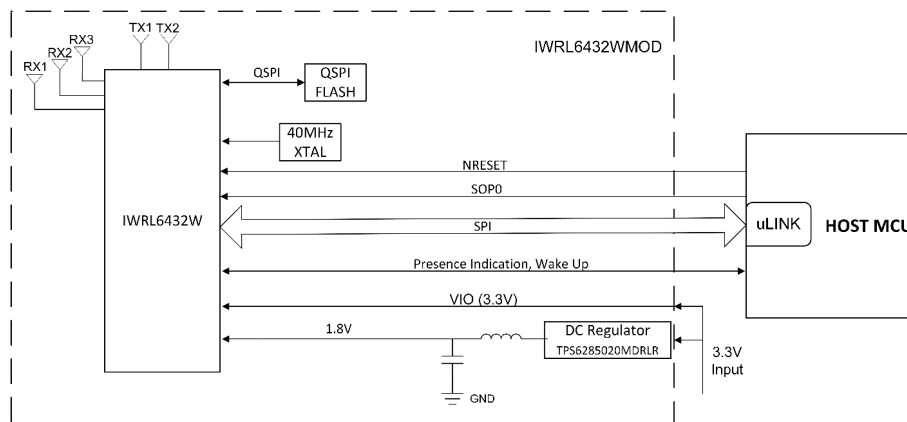 TX1 TX2
IWRL6432WMOD
RX3
RX2
RX1
QSPI
QSPI
FLASH
40MHz
XTAL
NRESET
SOP0
IWRL6432W
SPI
uLINK
HOST MCU
Presence Indication, Wake Up
VIO (3.3V)
1.8V
DC Regulator
TPS6285020MDRLR
3.3V
Input
GND